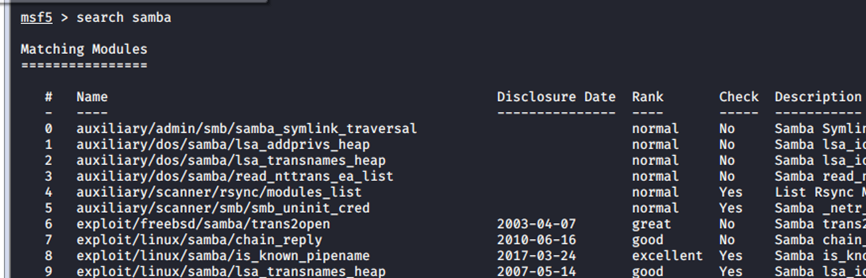 msf5 > search samba
Matching Modules
================
# Name Disclosure Date Rank Check Description
- ---- --------------- ---- ----- -----------
0 auxiliary/admin/smb/samba_symlink_traversal normal No Samba Symlin
1 auxiliary/dos/samba/lsa_addprivs_heap normal No Samba lsa_io
2 auxiliary/dos/samba/lsa_transnames_heap normal No Samba lsa_io
3 auxiliary/dos/samba/read_nttrans_ea_list normal No Samba read_n
4 auxiliary/scanner/rsync/modules_list normal Yes List Rsync M
5 auxiliary/scanner/smb/smb_uninit_cred normal Yes Samba _netr_
6 exploit/freebsd/samba/trans2open 2003-04-07 great No Samba trans2
7 exploit/linux/samba/chain_reply 2010-06-16 good No Samba chain_
8 exploit/linux/samba/is_known_pipename 2017-03-24 excellent Yes Samba is_kno
9 exploit/linux/samba/lsa_transnames_heap 2007-05-14 good Yes Samba lsa_io